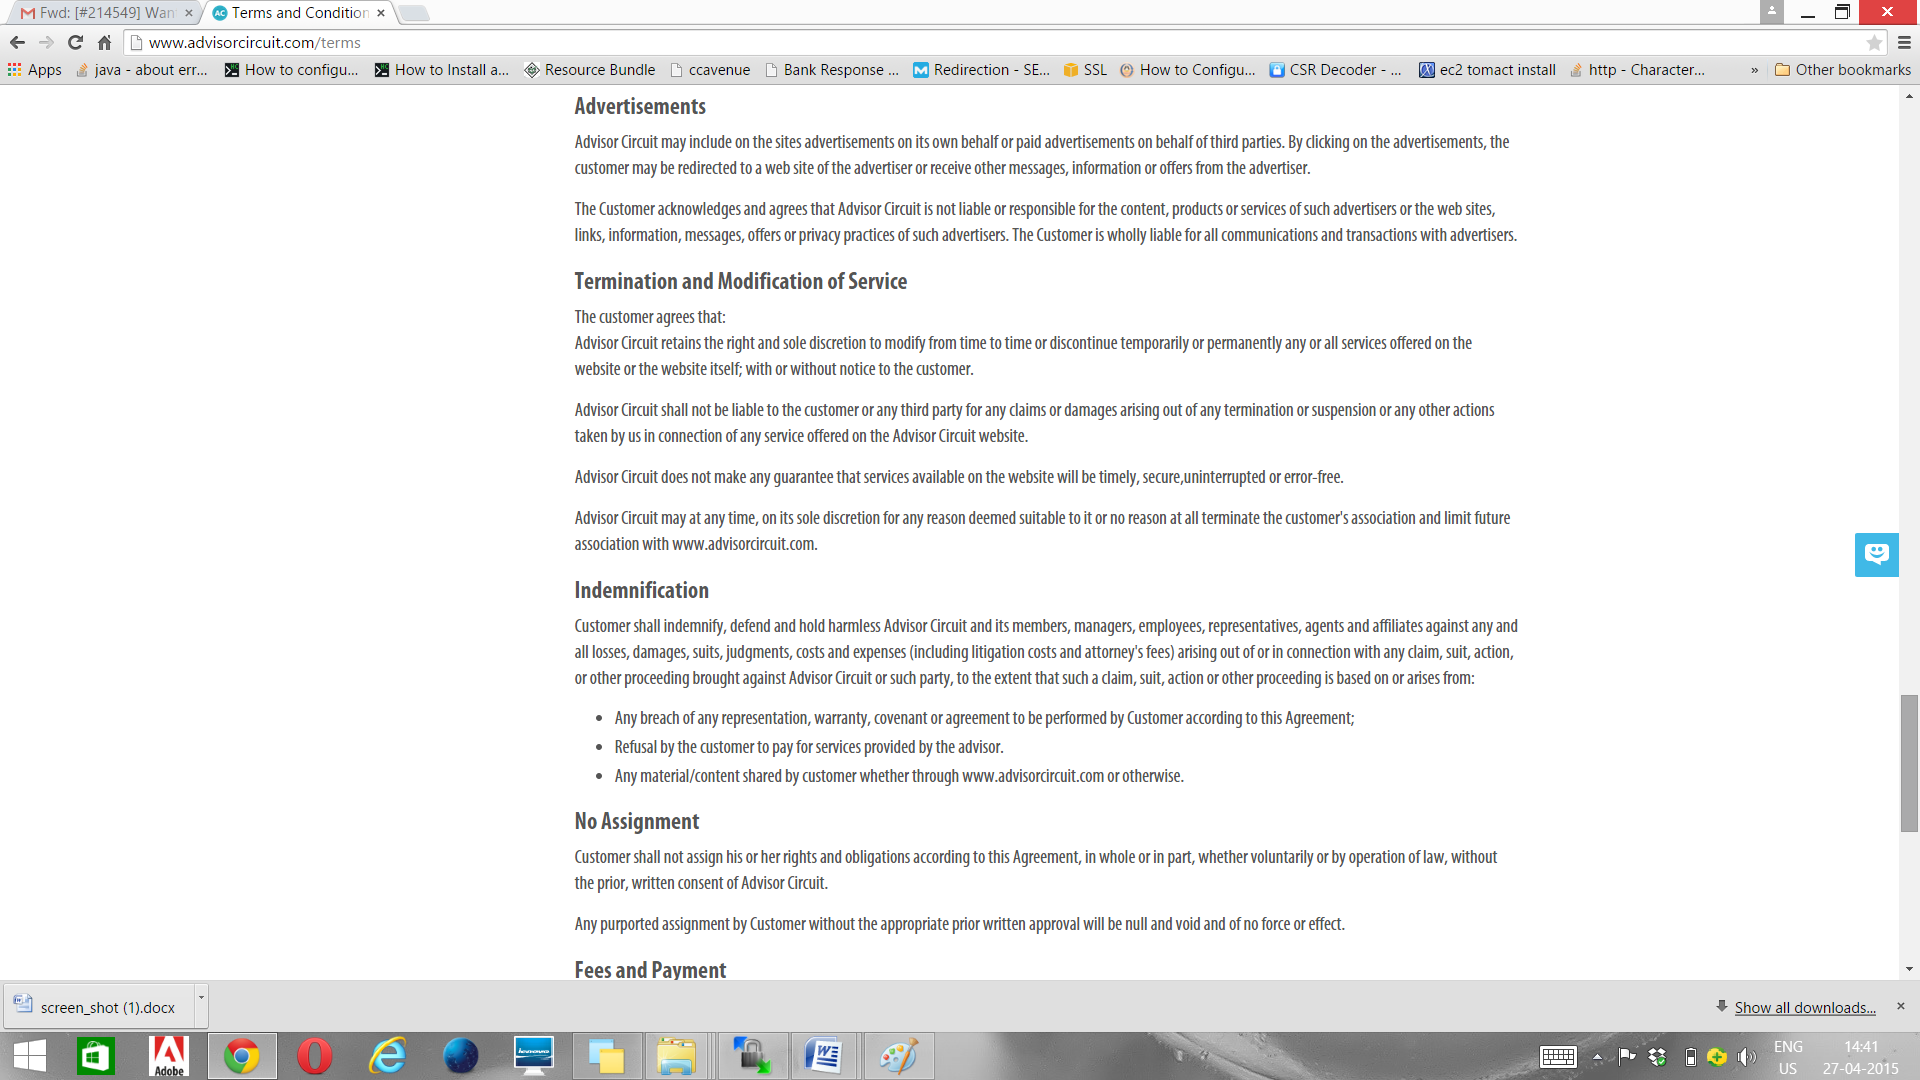 Fwd: [#214549] Wan
Terms and Condition
www.advisorcircuit.com/terms
Apps
java - about err...
How to configu...
How to Install a...
Resource Bundle
ccavenue
Bank Response ...
Redirection - SE...
SSL
How to Configu...
CSR Decoder - ...
ec2 tomact install
http - Character...
»
Other bookmarks
Advertisements
Advisor Circuit may include on the sites advertisements on its own behalf or paid advertisements on behalf of third parties. By clicking on the advertisements, the
customer may be redirected to a web site of the advertiser or receive other messages, information or offers from the advertiser.
The Customer acknowledges and agrees that Advisor Circuit is not liable or responsible for the content, products or services of such advertisers or the web sites,
links, information, messages, offers or privacy practices of such advertisers. The Customer is wholly liable for all communications and transactions with advertisers.
Termination and Modification of Service
The customer agrees that:
Advisor Circuit retains the right and sole discretion to modify from time to time or discontinue temporarily or permanently any or all services offered on the
website or the website itself; with or without notice to the customer.
Advisor Circuit shall not be liable to the customer or any third party for any claims or damages arising out of any termination or suspension or any other actions
taken by us in connection of any service offered on the Advisor Circuit website.
Advisor Circuit does not make any guarantee that services available on the website will be timely, secure,uninterrupted or error-free.
Advisor Circuit may at any time, on its sole discretion for any reason deemed suitable to it or no reason at all terminate the customer's association and limit future
association with www.advisorcircuit.com.
Indemnification
Customer shall indemnify, defend and hold harmless Advisor Circuit and its members, managers, employees, representatives, agents and affiliates against any and
all losses, damages, suits, judgments, costs and expenses (including litigation costs and attorney's fees) arising out of or in connection with any claim, suit, action,
or other proceeding brought against Advisor Circuit or such party, to the extent that such a claim, suit, action or other proceeding is based on or arises from:
• Any breach of any representation, warranty, covenant or agreement to be performed by Customer according to this Agreement;
• Refusal by the customer to pay for services provided by the advisor.
• Any material/content shared by customer whether through www.advisorcircuit.com or otherwise.
No Assignment
Customer shall not assign his or her rights and obligations according to this Agreement, in whole or in part, whether voluntarily or by operation of law, without
the prior, written consent of Advisor Circuit.
Any purported assignment by Customer without the appropriate prior written approval will be null and void and of no force or effect.
Fees and Payment
screen_shot (1).docx
Show all downloads...
Adobe
ENG
US
14:41
27-04-2015